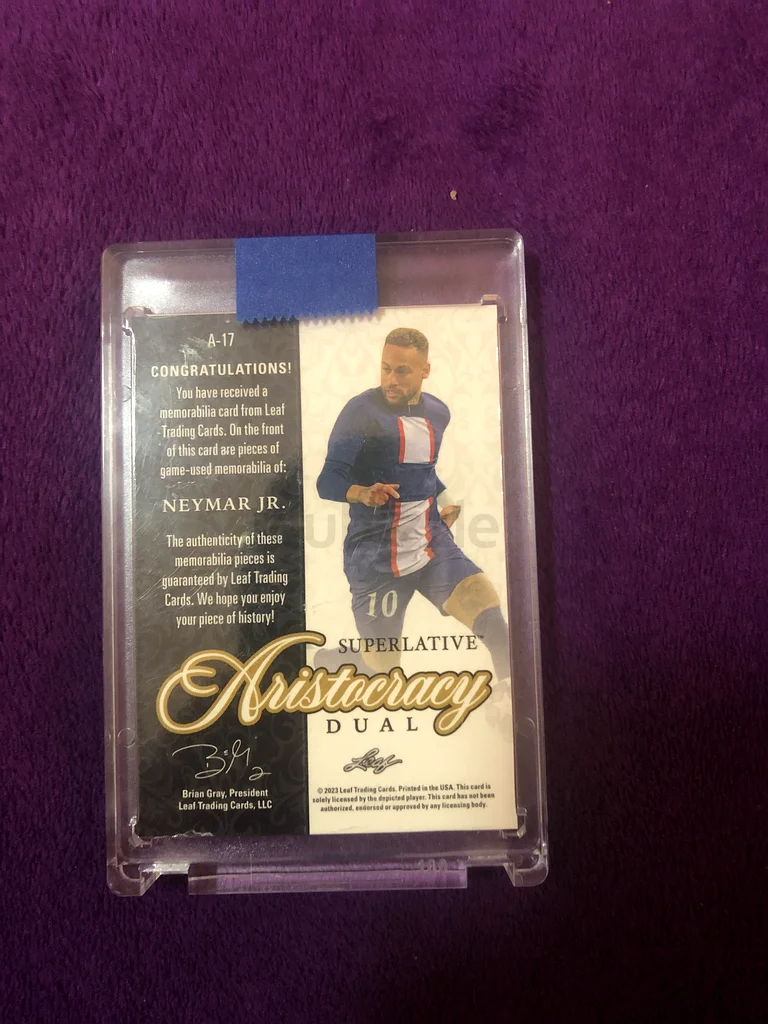 A-17
CONGRATULATIONS!
You have received a
memorabilia card from Leaf
Trading Cards. On the front
of this card are pieces of
game-used memorabilia of:
NEYMAR JR.
The authenticity of these
memorabilia pieces is
guaranteed by Leaf Trading
Cards. We hope you enjoy
your piece of history!
10
SUPERLATIVE™
Aristocracy
DUAL
Leaf
Brian Gray, President
Leaf Trading Cards, LLC
© 2023 Leaf Trading Cards. Printed in the USA. This card is
solely licensed by the depicted player. This card has not been
authorized, endorsed or approved by any licensing body.